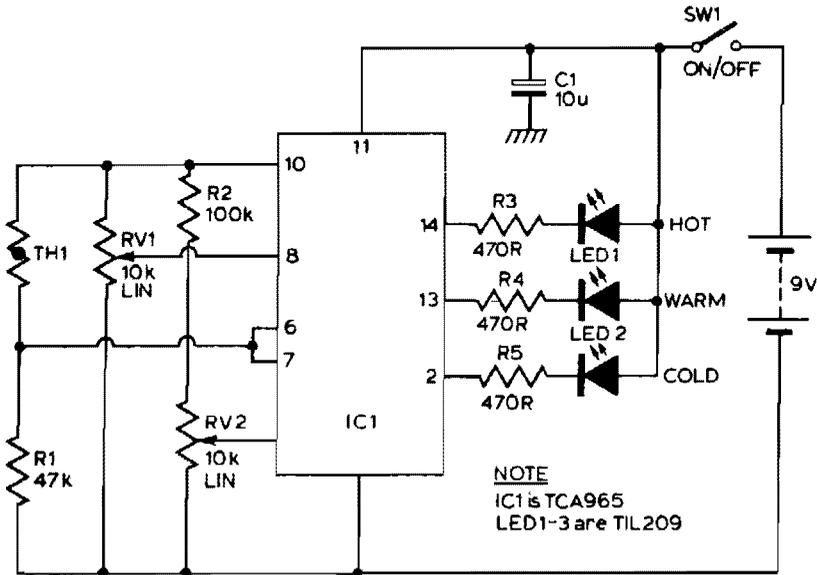 SW1
ON/OFF
C1
10u
11
10
R2
100k
R3
14
HOT
470R
LED1
TH1
RV1
10k
LIN
8
R4
13
WARM
470R
LED 2
9V
6
7
R5
2
COLD
470R
RV2
10k
LIN
IC1
R1
47k
NOTE
IC1 is TCA965
LED1-3 are TIL209